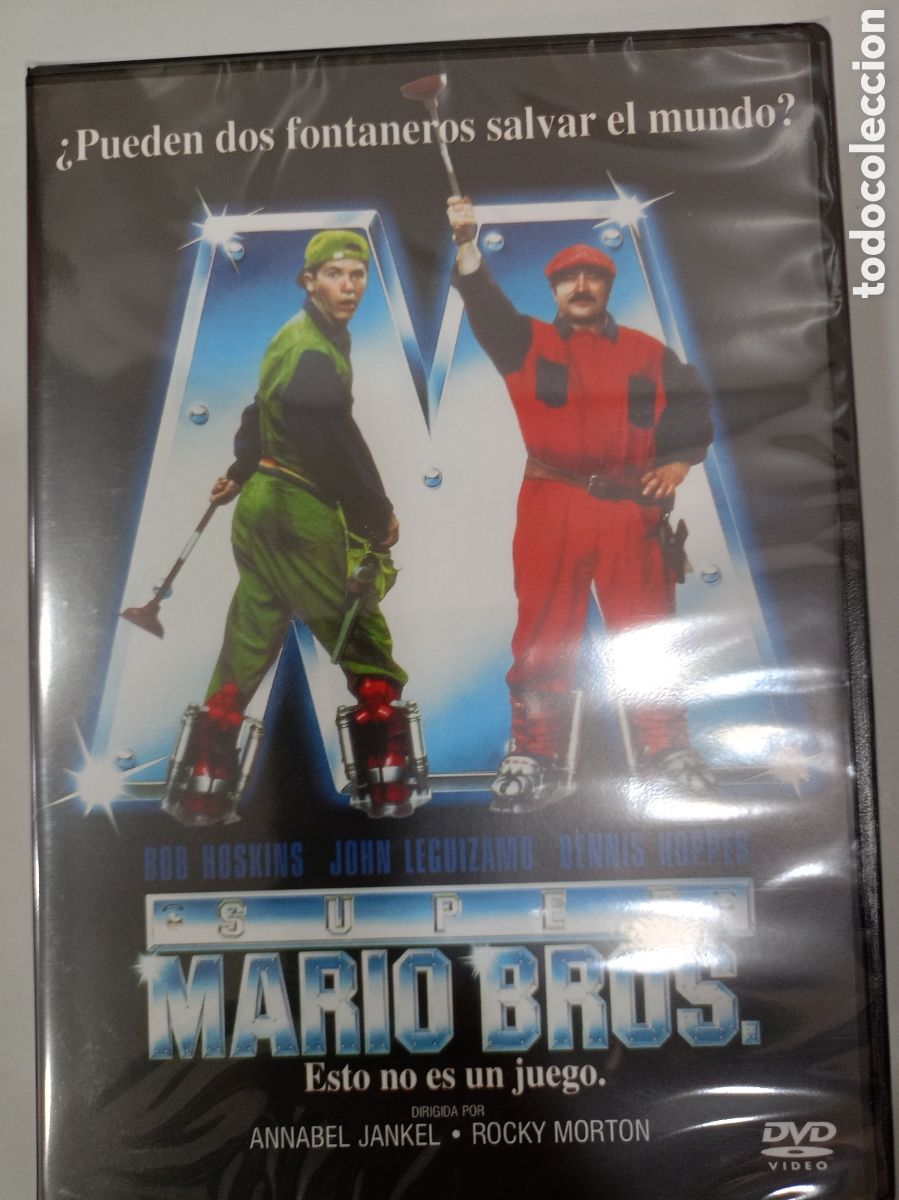 ¿Pueden dos fontaneros salvar el mundo?
BOB HOSKINS JOHN LEGUIZAMO DENNIS HOPPER
SUPER
MARIO BROS.
Esto no es un juego.
DIRIGIDA POR
ANNABEL JANKEL • ROCKY MORTON
DVD
VIDEO
todocoleccion